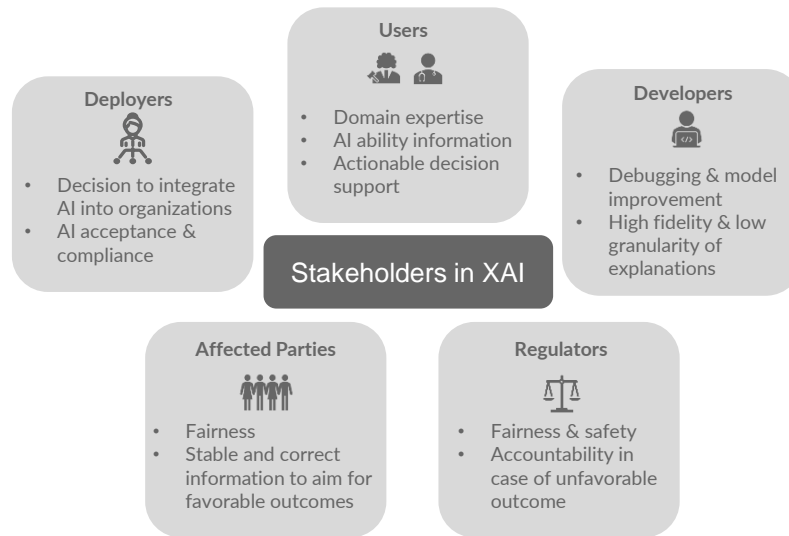 Users
• Domain expertise
• AI ability information
• Actionable decision
support
Deployers
• Decision to integrate
AI into organizations
• AI acceptance &
compliance
Developers
</>
• Debugging & model
improvement
• High fidelity & low
granularity of
explanations
Stakeholders in XAI
Affected Parties
• Fairness
• Stable and correct
information to aim for
favorable outcomes
Regulators
• Fairness & safety
• Accountability in
case of unfavorable
outcome